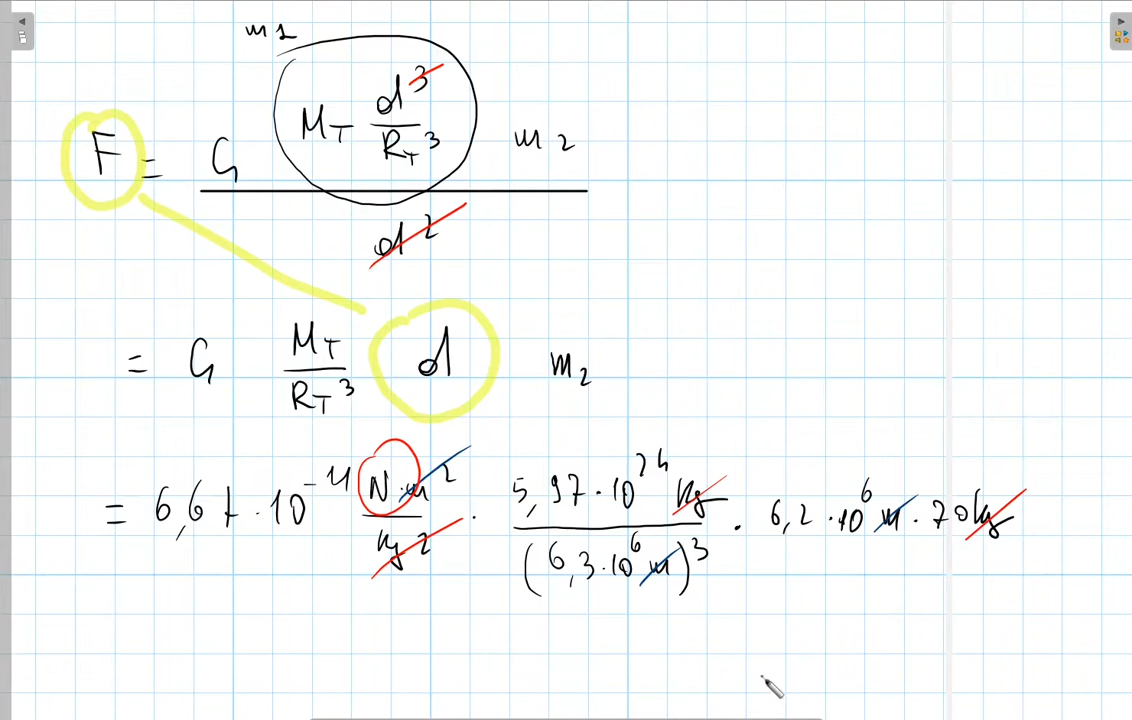 m1
F = G M_T d³/R_T³ m₂
d²
= G M_T/R_T³ d m₂
= 6,67 · 10⁻¹¹ N·m²/kg² · 5,97 · 10²⁴ kg/(6,3 · 10⁶ m)³ · 6,2 · 10⁶ m · 70 kg